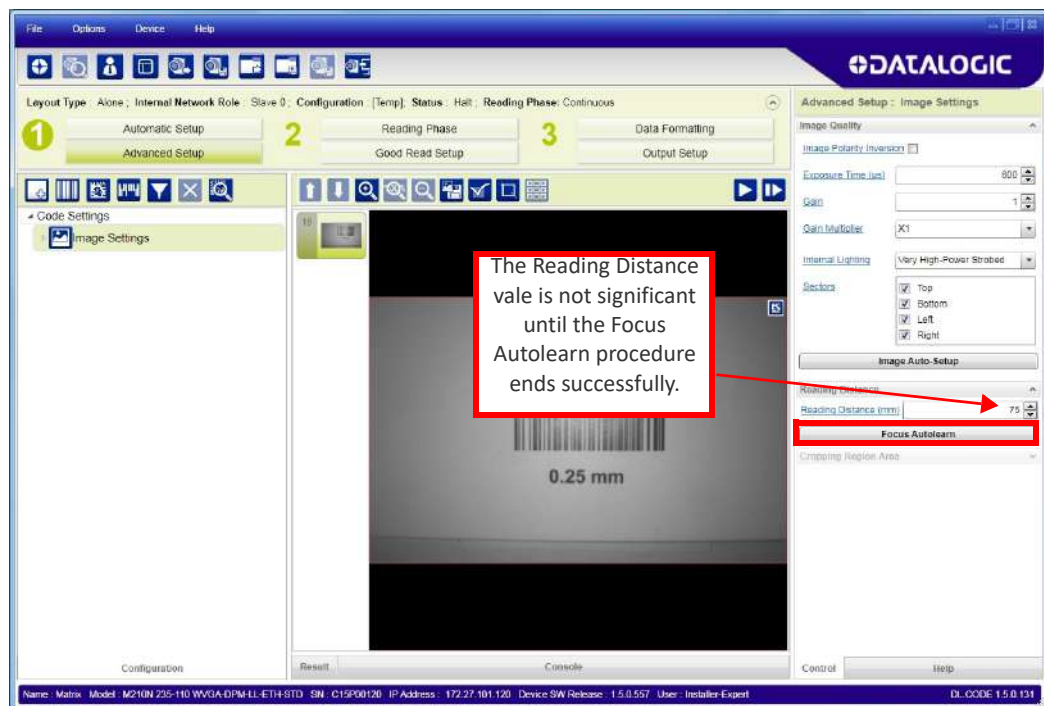 File Options Device Help
DATALOGIC
Layout Type : Alone ; Internal Network Role : Slave 0 ; Configuration : [Temp]; Status : Halt ; Reading Phase: Continuous
1
Automatic Setup
Advanced Setup
2
Reading Phase
Good Read Setup
3
Data Formatting
Output Setup
Code Settings
Image Settings
18
The Reading Distance
vale is not significant
until the Focus
Autolearn procedure
ends successfully.
0.25 mm
Advanced Setup : Image Settings
Image Quality
Image Polarity Inversion
Exposure Time (us) 600
Gain 1
Gain Multiplier X1
Internal Lighting Very High-Power Strobed
Sectors
Top
Bottom
Left
Right
Image Auto-Setup
Reading Distance
Reading Distance (mm) 75
Focus Autolearn
Cropping Region Area
Configuration
Result Console
Control Help
Name : Matrix Model : M210N 235-110 WVGA-DPM-LL-ETH-STD SN : C15P00120 IP Address : 172.27.101.120 Device SW Release : 1.5.0.557 User : Installer-Expert DL.CODE 1.5.0.131